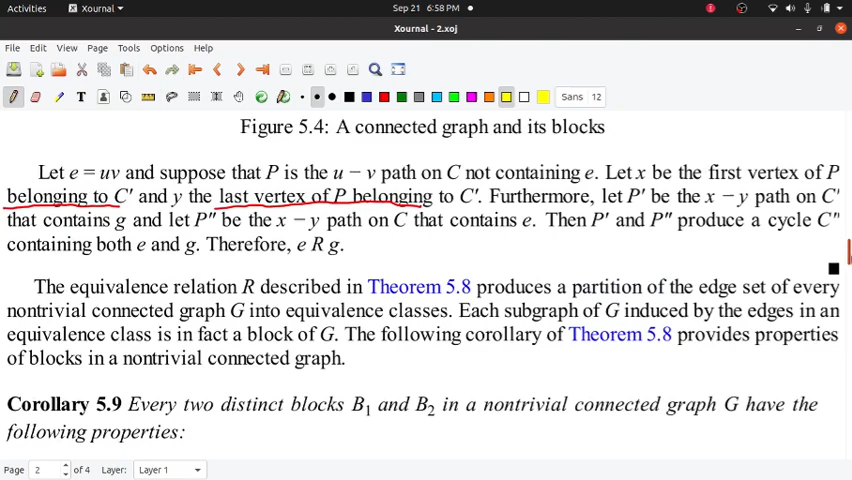 Activities Xournal Sep 21 6:58 PM
Xournal - 2.xoj
File Edit View Page Tools Options Help
T Sans 12
Figure 5.4: A connected graph and its blocks
Let e = uv and suppose that P is the u − v path on C not containing e. Let x be the first vertex of P
belonging to C′ and y the last vertex of P belonging to C′. Furthermore, let P′ be the x − y path on C′
that contains g and let P″ be the x − y path on C that contains e. Then P′ and P″ produce a cycle C″
containing both e and g. Therefore, e R g.
The equivalence relation R described in Theorem 5.8 produces a partition of the edge set of every
nontrivial connected graph G into equivalence classes. Each subgraph of G induced by the edges in an
equivalence class is in fact a block of G. The following corollary of Theorem 5.8 provides properties
of blocks in a nontrivial connected graph.
Corollary 5.9 Every two distinct blocks B₁ and B₂ in a nontrivial connected graph G have the
following properties:
Page 2 of 4 Layer: Layer 1